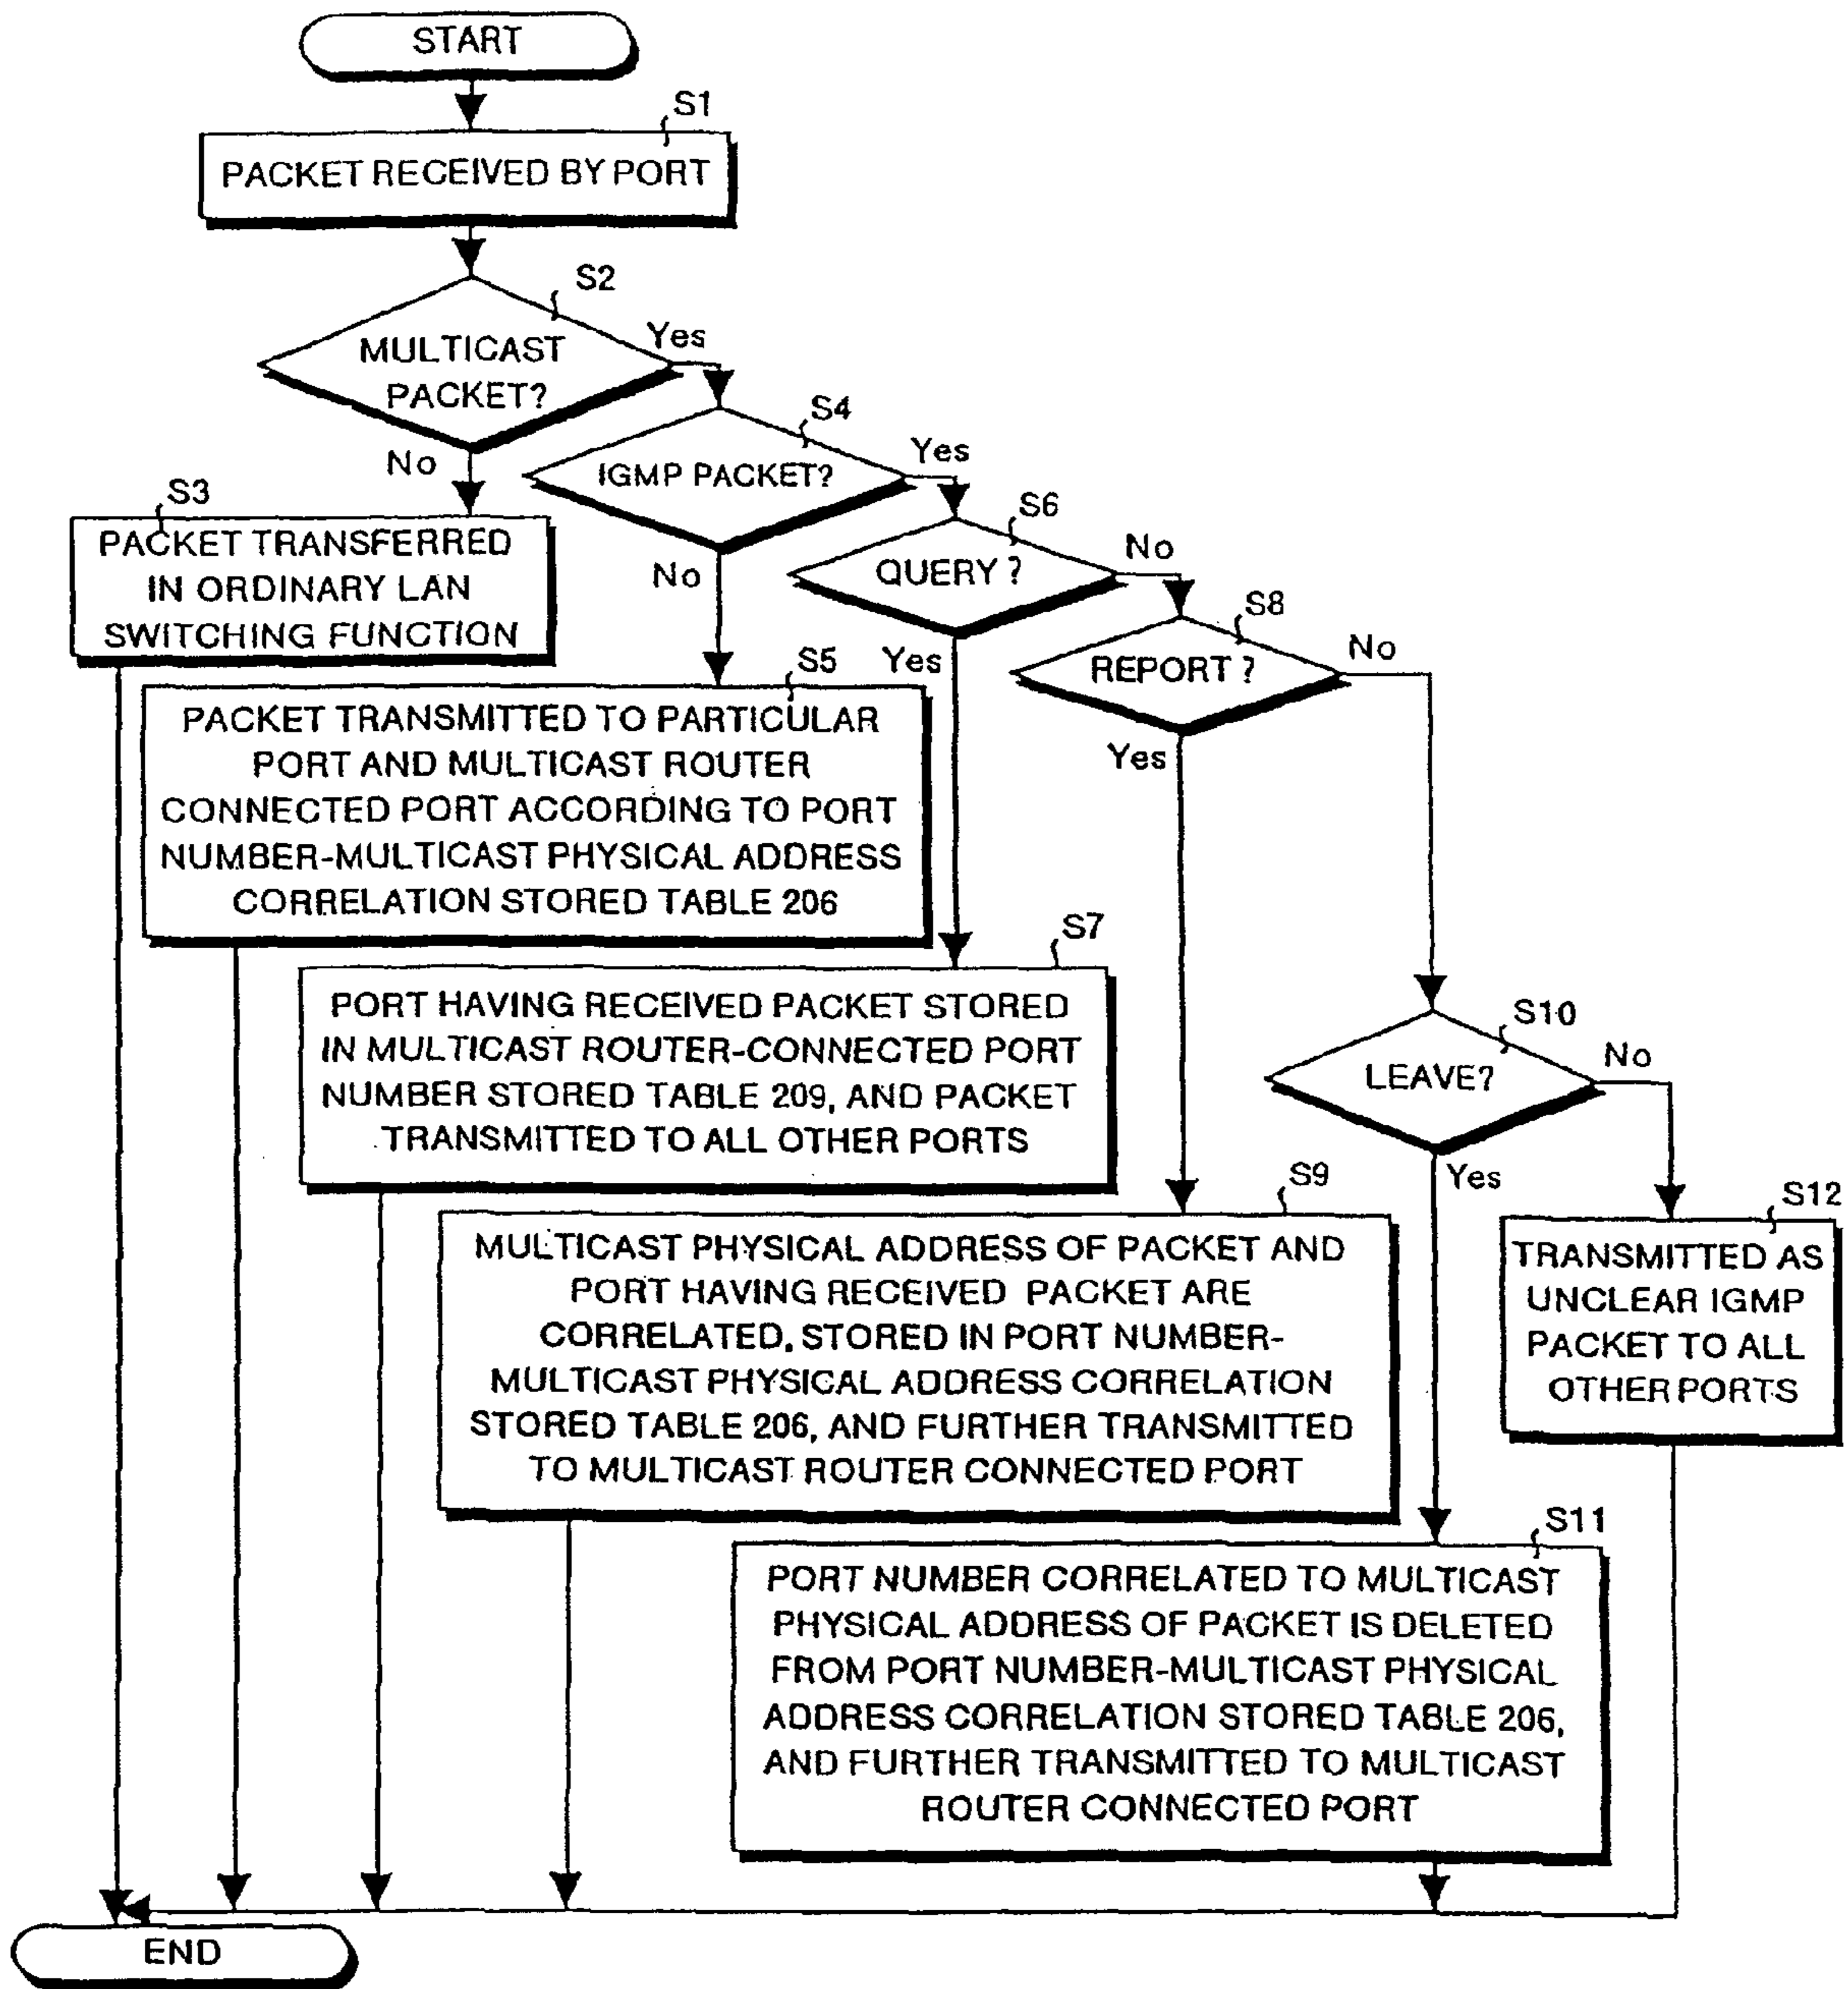 START
S1
PACKET RECEIVED BY PORT
S2
MULTICAST
PACKET?
Yes
No
S4
IGMP PACKET?
Yes
No
S3
PACKET TRANSFERRED
IN ORDINARY LAN
SWITCHING FUNCTION
S6
QUERY ?
No
Yes
S8
REPORT ?
No
Yes
S5
PACKET TRANSMITTED TO PARTICULAR
PORT AND MULTICAST ROUTER
CONNECTED PORT ACCORDING TO PORT
NUMBER-MULTICAST PHYSICAL ADDRESS
CORRELATION STORED TABLE 206
S7
PORT HAVING RECEIVED PACKET STORED
IN MULTICAST ROUTER-CONNECTED PORT
NUMBER STORED TABLE 209, AND PACKET
TRANSMITTED TO ALL OTHER PORTS
S10
LEAVE?
No
Yes
S9
MULTICAST PHYSICAL ADDRESS OF PACKET AND
PORT HAVING RECEIVED PACKET ARE
CORRELATED, STORED IN PORT NUMBER-
MULTICAST PHYSICAL ADDRESS CORRELATION
STORED TABLE 206, AND FURTHER TRANSMITTED
TO MULTICAST ROUTER CONNECTED PORT
S12
TRANSMITTED AS
UNCLEAR IGMP
PACKET TO ALL
OTHER PORTS
S11
PORT NUMBER CORRELATED TO MULTICAST
PHYSICAL ADDRESS OF PACKET IS DELETED
FROM PORT NUMBER-MULTICAST PHYSICAL
ADDRESS CORRELATION STORED TABLE 206,
AND FURTHER TRANSMITTED TO MULTICAST
ROUTER CONNECTED PORT
END